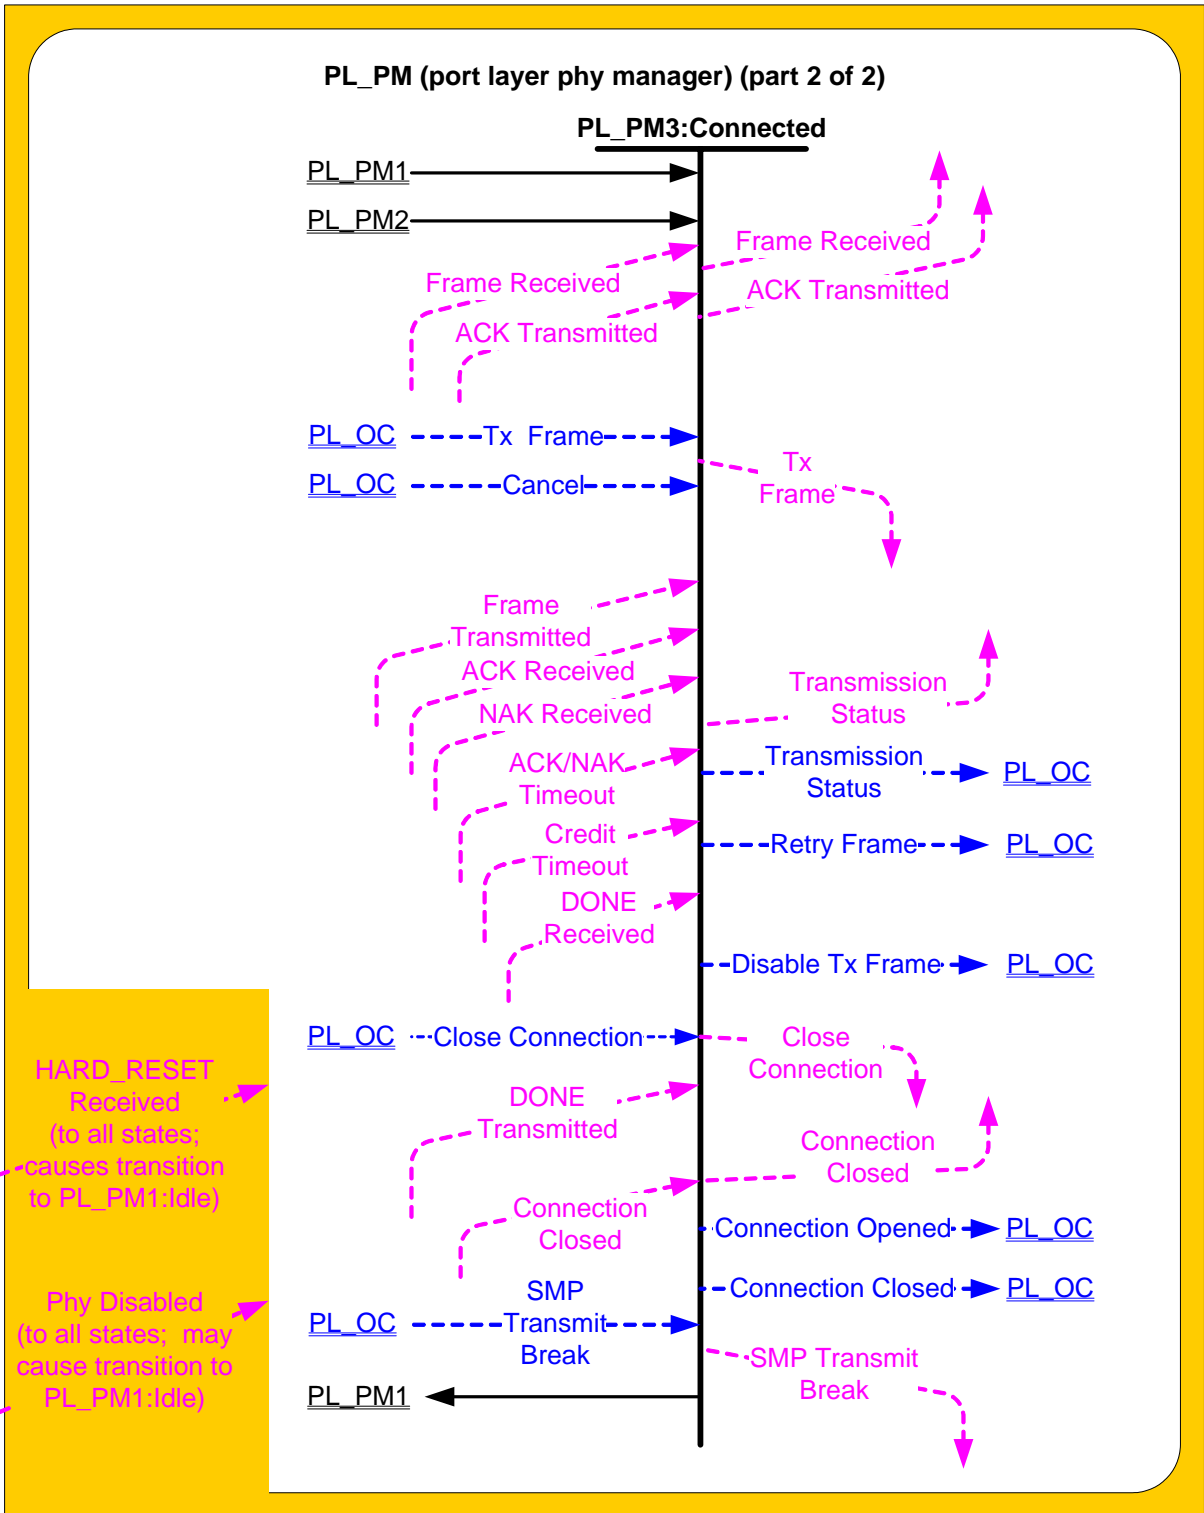 PL_PM (port layer phy manager) (part 2 of 2)
PL_PM3:Connected
PL_PM1
PL_PM2
Frame Received
Frame Received
ACK Transmitted
ACK Transmitted
PL_OC
Tx Frame
Tx
Frame
PL_OC
Cancel
Frame
Transmitted
ACK Received
NAK Received
Transmission
Status
ACK/NAK
Timeout
Transmission
Status
PL_OC
Credit
Timeout
Retry Frame
PL_OC
DONE
Received
Disable Tx Frame
PL_OC
PL_OC
Close Connection
Close
Connection
HARD_RESET
Received
(to all states;
causes transition
to PL_PM1:Idle)
DONE
Transmitted
Connection
Closed
Connection
Closed
Connection Opened
PL_OC
Connection Closed
PL_OC
Phy Disabled
(to all states; may
cause transition to
PL_PM1:Idle)
PL_OC
SMP
Transmit
Break
SMP Transmit
Break
PL_PM1